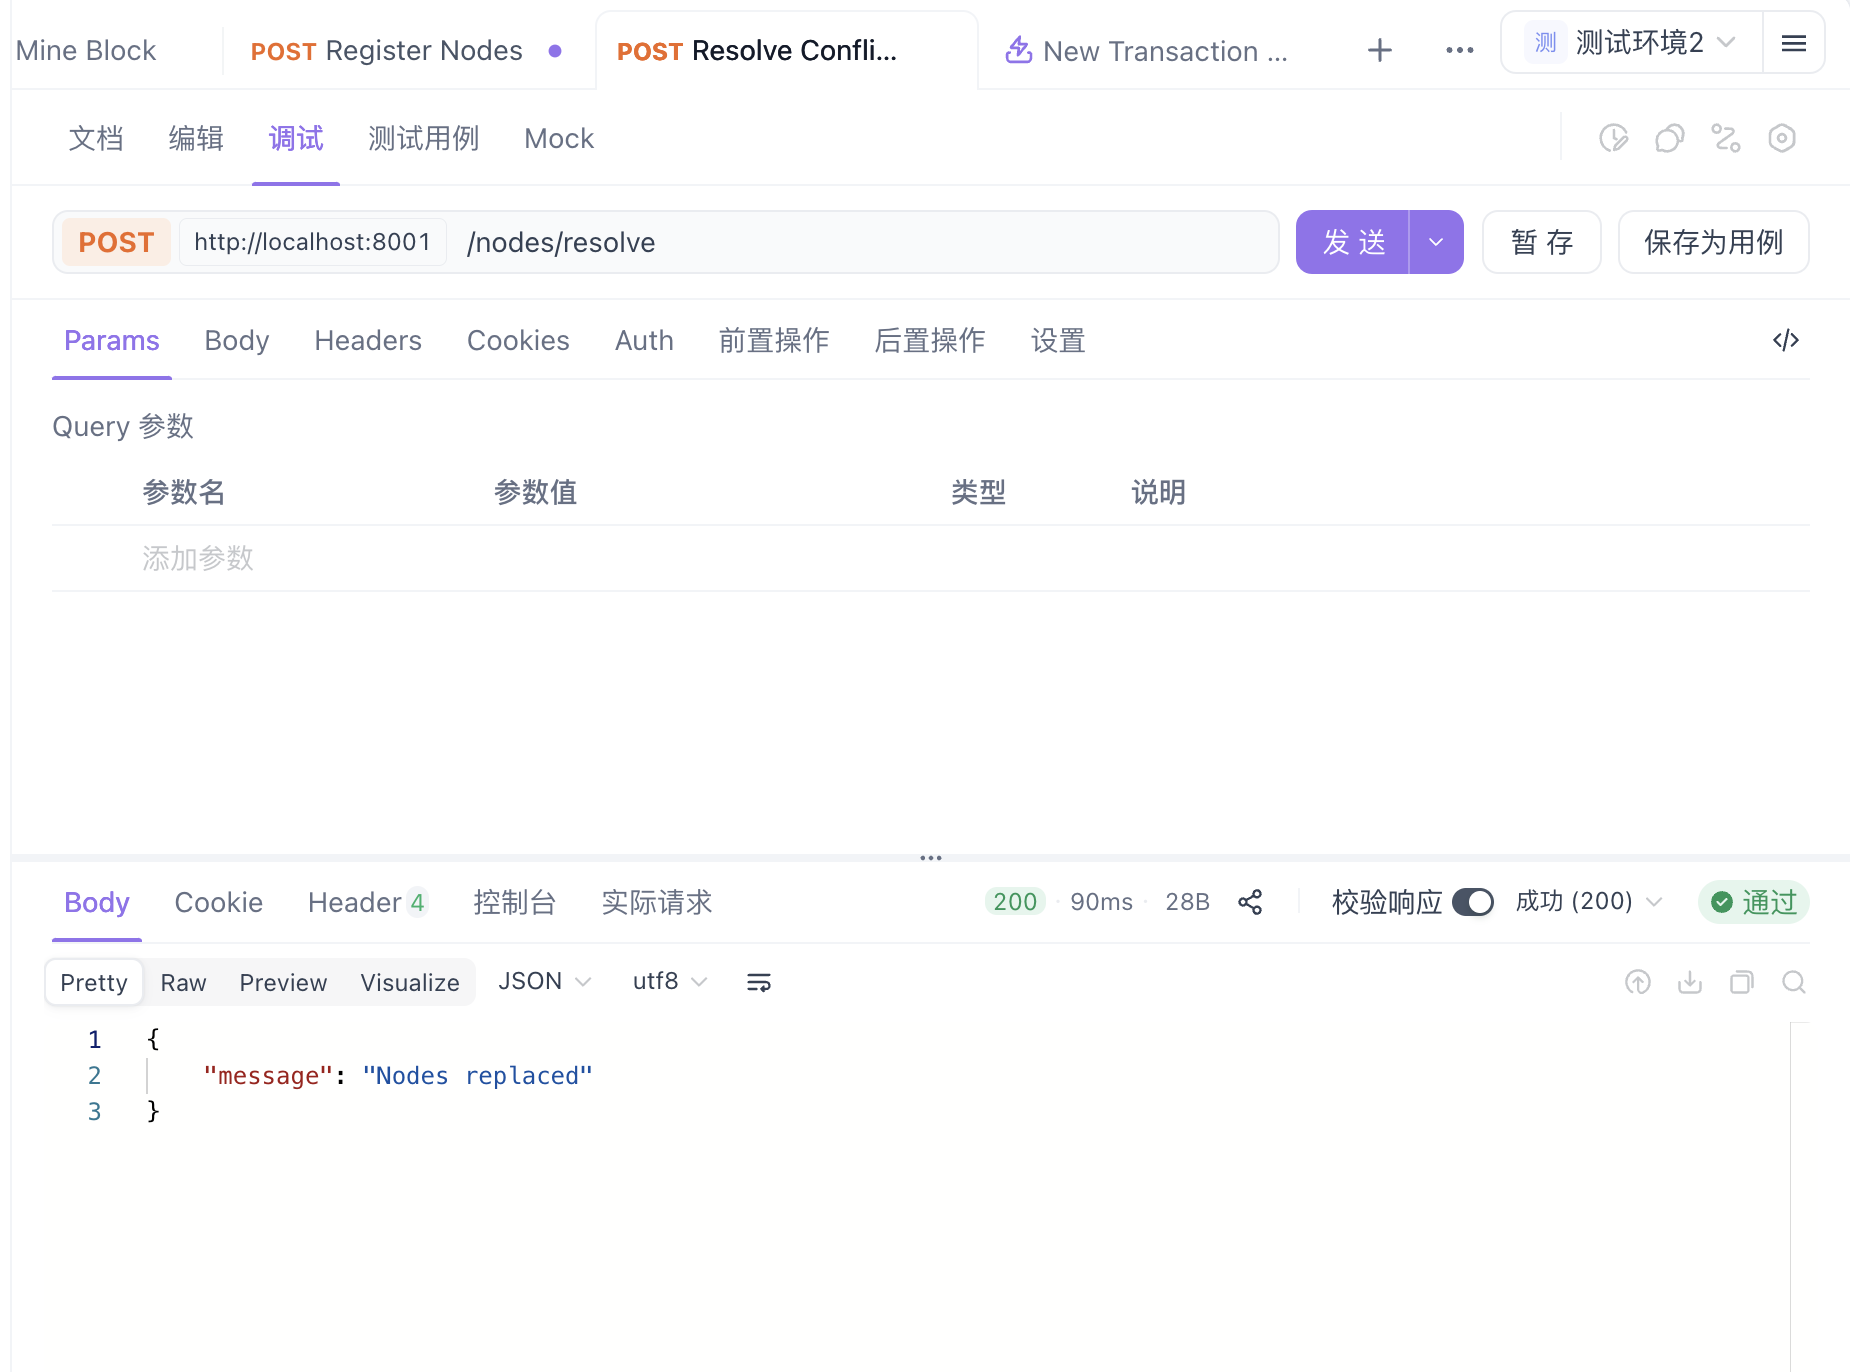 Mine Block
POST Register Nodes
POST Resolve Confli...
New Transaction ...
测 测试环境2
文档 编辑 调试 测试用例 Mock
POST http://localhost:8001 /nodes/resolve 发 送 暂 存 保存为用例
Params Body Headers Cookies Auth 前置操作 后置操作 设置
Query 参数
参数名 参数值 类型 说明
添加参数
Body Cookie Header 4 控制台 实际请求 200 · 90ms · 28B 校验响应 成功 (200) 通过
Pretty Raw Preview Visualize JSON utf8
1 {
2 "message": "Nodes replaced"
3 }